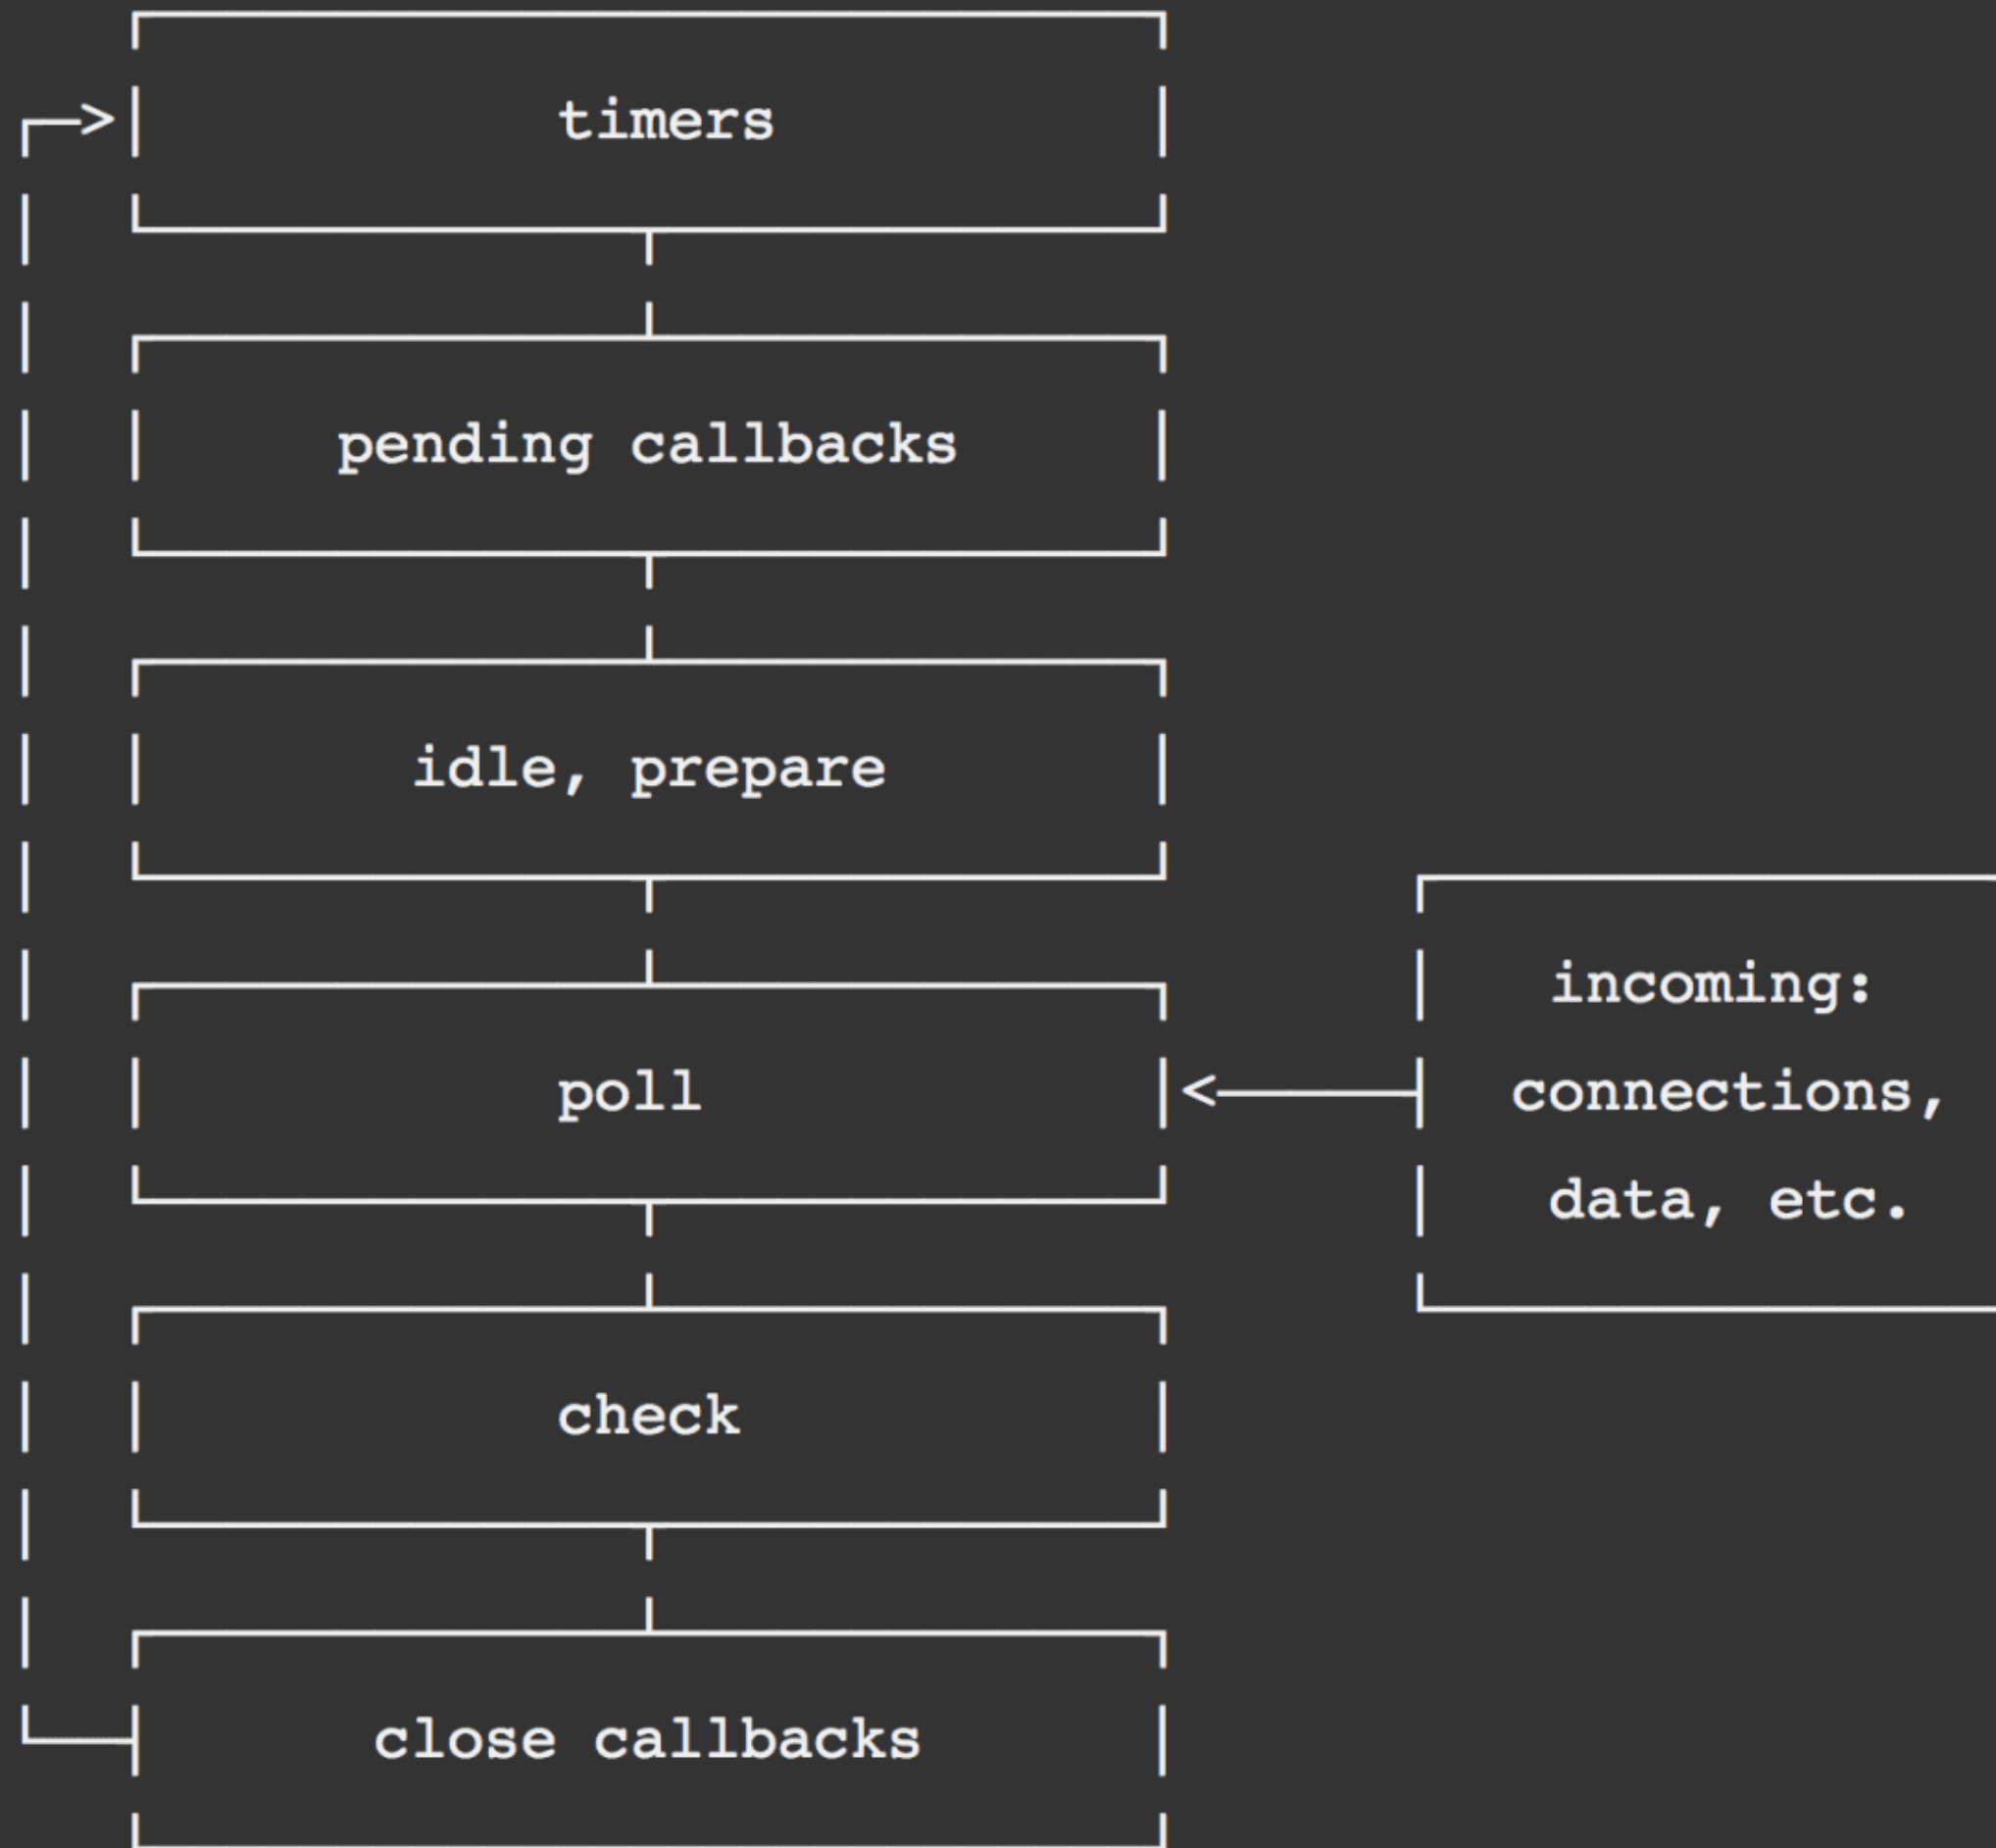 timers
pending callbacks
idle, prepare
poll
incoming:
connections,
data, etc.
check
close callbacks